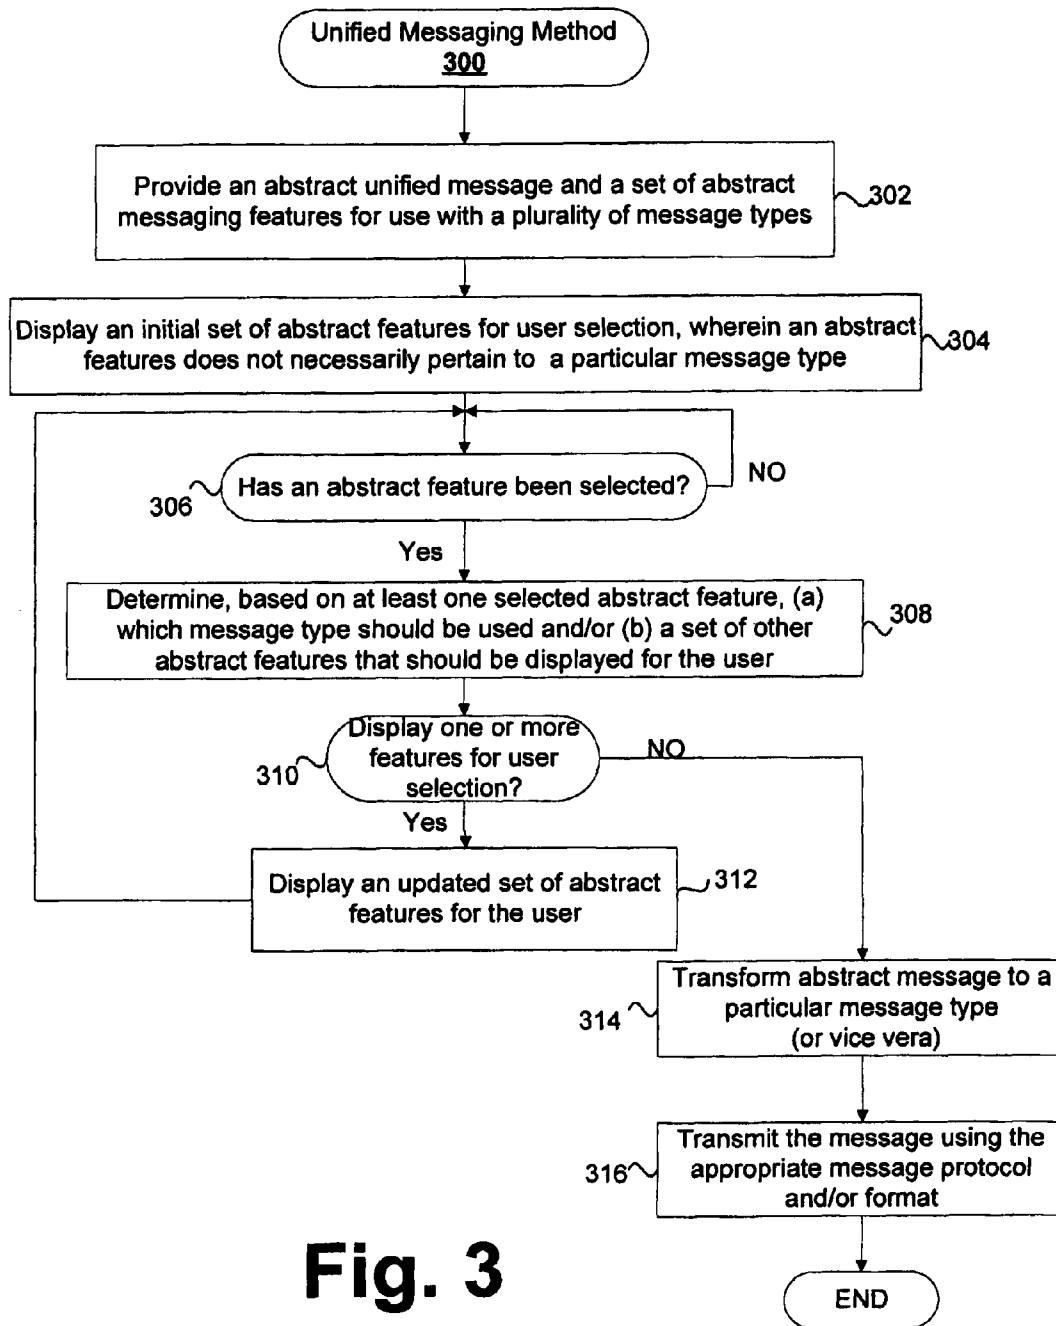 Unified Messaging Method
300
Provide an abstract unified message and a set of abstract
messaging features for use with a plurality of message types
302
Display an initial set of abstract features for user selection, wherein an abstract
features does not necessarily pertain to a particular message type
304
Has an abstract feature been selected?
306
NO
Yes
Determine, based on at least one selected abstract feature, (a)
which message type should be used and/or (b) a set of other
abstract features that should be displayed for the user
308
Display one or more
features for user
selection?
310
NO
Yes
Display an updated set of abstract
features for the user
312
Transform abstract message to a
particular message type
(or vice vera)
314
Transmit the message using the
appropriate message protocol
and/or format
316
END
Fig. 3